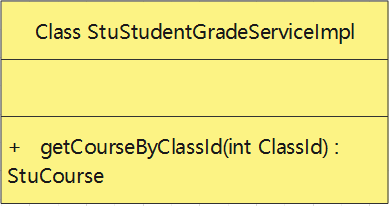 Class StuStudentGradeServiceImpl
+ getCourseByClassId(int ClassId) :
StuCourse